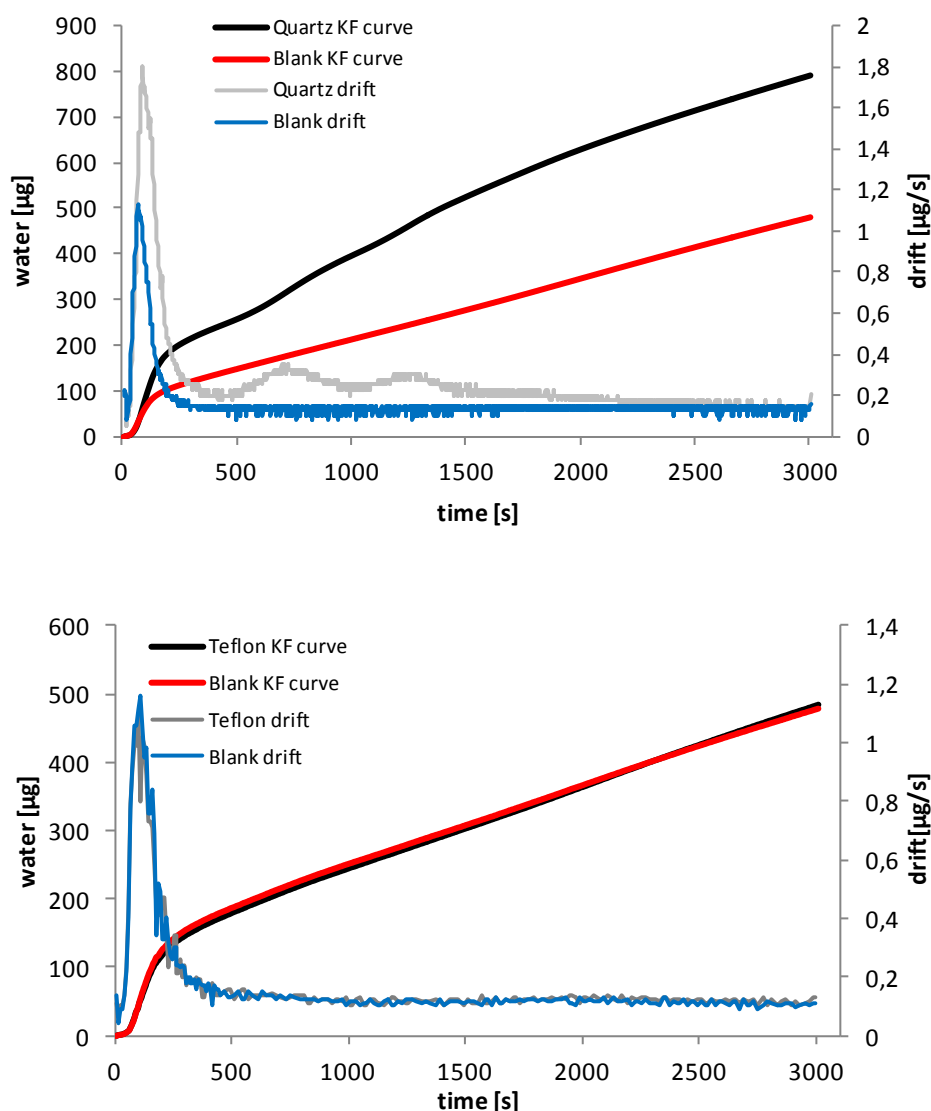 Quartz KF curve
Blank KF curve
Quartz drift
Blank drift
water [µg]
900
800
700
600
500
400
300
200
100
0
2
1,8
1,6
1,4
1,2
1
0,8
0,6
0,4
0,2
0
drift [µg/s]
0 500 1000 1500 2000 2500 3000
time [s]
Teflon KF curve
Blank KF curve
Teflon drift
Blank drift
water [µg]
600
500
400
300
200
100
0
1,4
1,2
1
0,8
0,6
0,4
0,2
0
drift[µg/s]
0 500 1000 1500 2000 2500 3000
time [s]